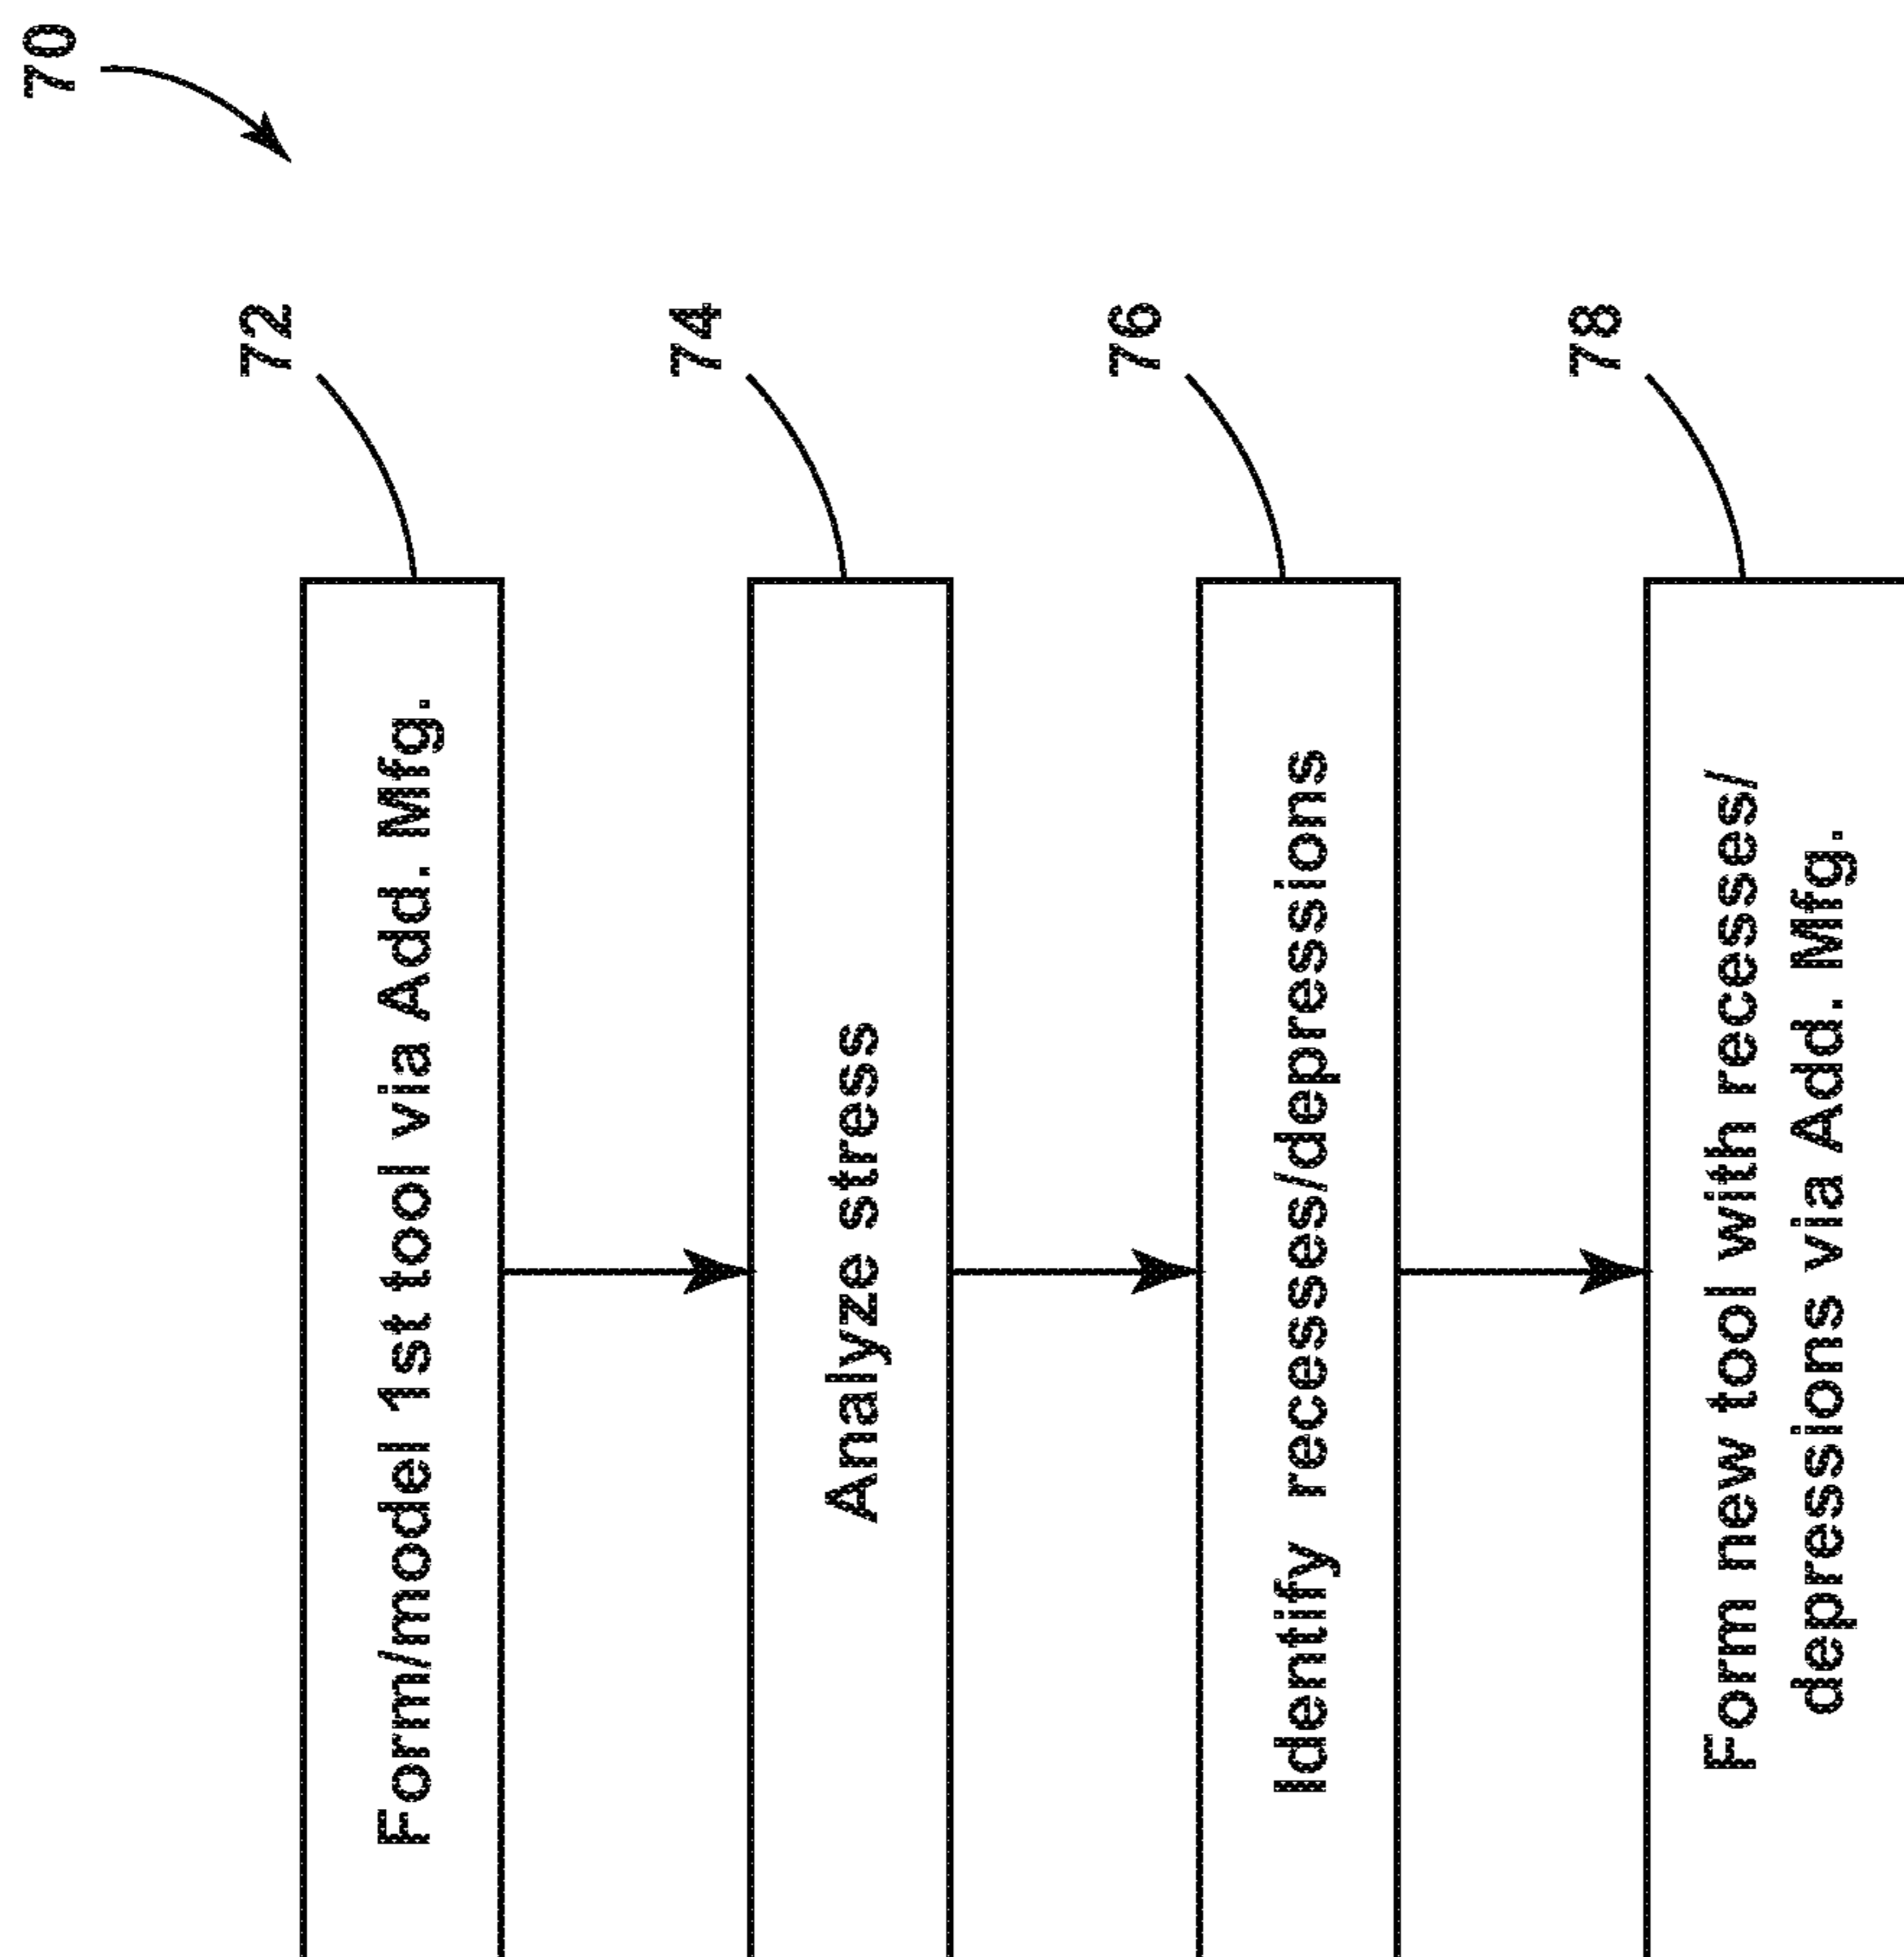 70
72
Form/model 1st tool via Add. Mfg.
74
Analyze stress
76
Identify recesses/depressions
78
Form new tool with recesses/
depressions via Add. Mfg.